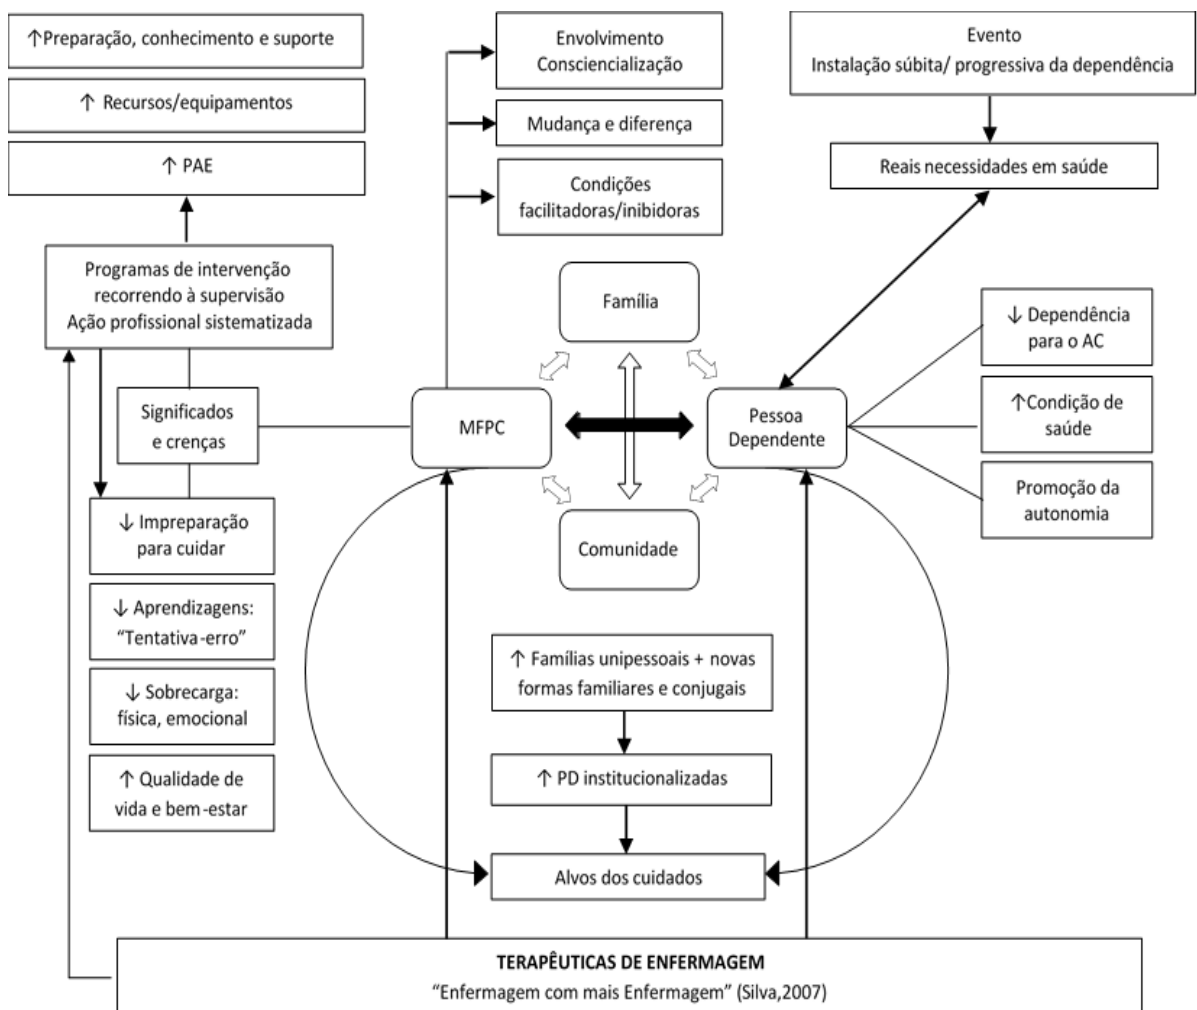 ↑Preparação, conhecimento e suporte
↑ Recursos/equipamentos
↑ PAE
Programas de intervenção
recorrendo à supervisão
Ação profissional sistematizada
Significados
e crenças
↓ Impreparação
para cuidar
↓ Aprendizagens:
“Tentativa-erro”
↓ Sobrecarga:
física, emocional
↑ Qualidade de
vida e bem-estar
Envolvimento
Consciencialização
Mudança e diferença
Condições
facilitadoras/inibidoras
Família
MFPC
Pessoa
Dependente
Comunidade
↑ Famílias unipessoais + novas
formas familiares e conjugais
↑ PD institucionalizadas
Alvos dos cuidados
Evento
Instalação súbita/ progressiva da dependência
Reais necessidades em saúde
↓ Dependência
para o AC
↑Condição de
saúde
Promoção da
autonomia
TERAPÊUTICAS DE ENFERMAGEM
“Enfermagem com mais Enfermagem” (Silva,2007)